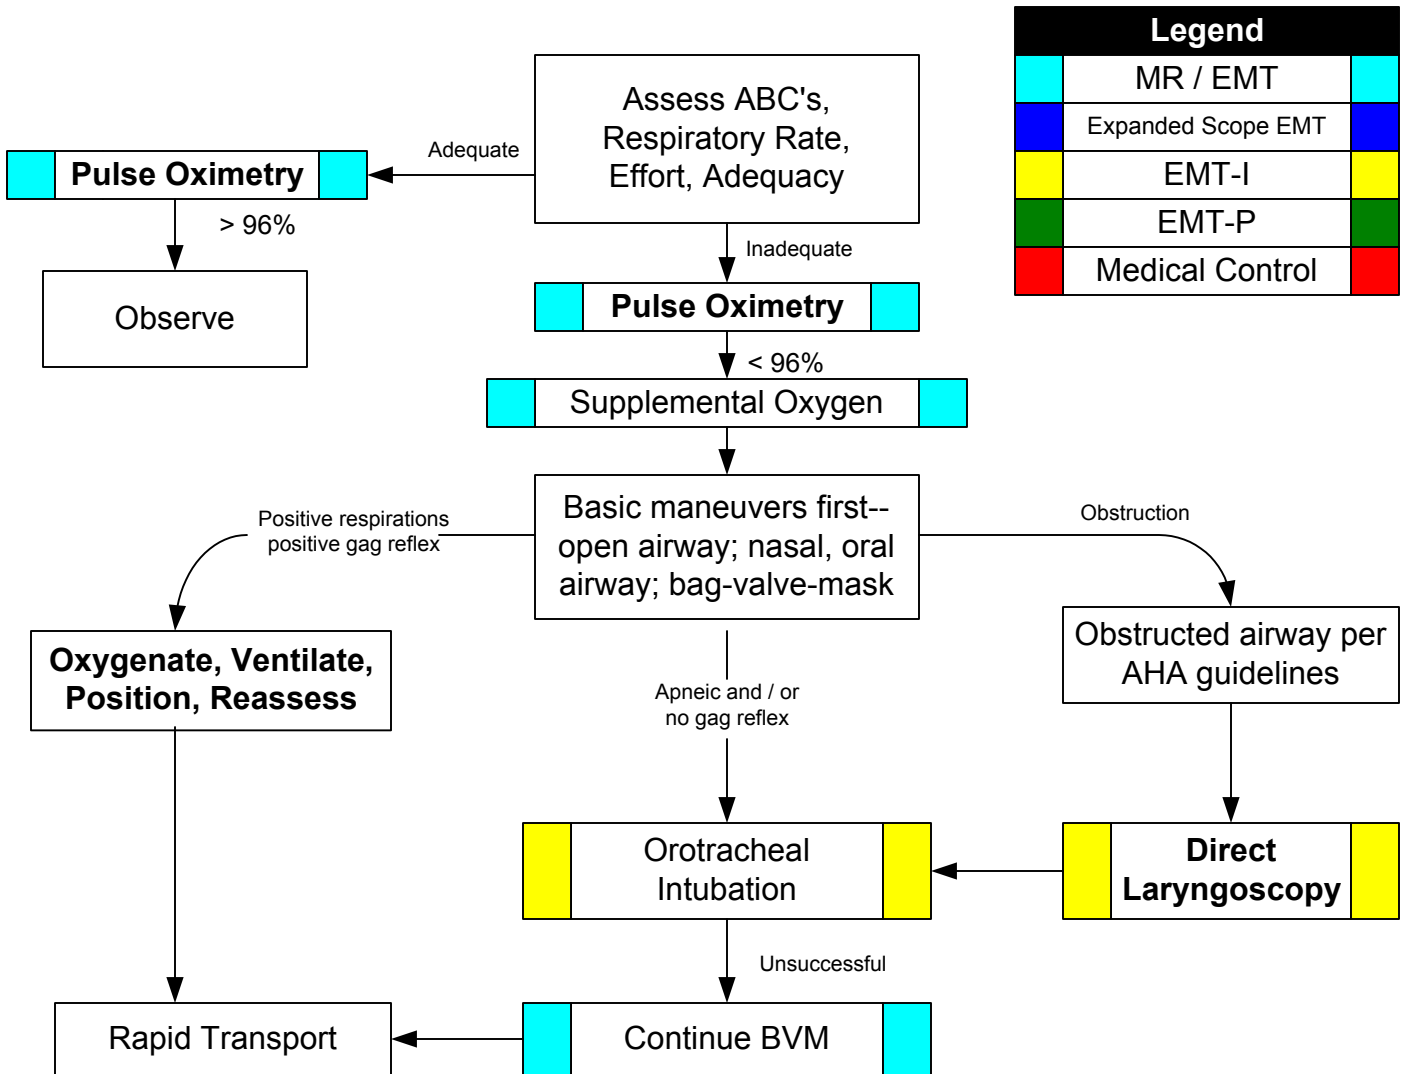 Legend
MR / EMT
Expanded Scope EMT
EMT-I
EMT-P
Medical Control
Assess ABC's,
Respiratory Rate,
Effort, Adequacy
Adequate
Pulse Oximetry
> 96%
Observe
Inadequate
Pulse Oximetry
< 96%
Supplemental Oxygen
Basic maneuvers first--
open airway; nasal, oral
airway; bag-valve-mask
Positive respirations
positive gag reflex
Obstruction
Oxygenate, Ventilate,
Position, Reassess
Apneic and / or
no gag reflex
Obstructed airway per
AHA guidelines
Orotracheal
Intubation
Direct
Laryngoscopy
Unsuccessful
Rapid Transport
Continue BVM